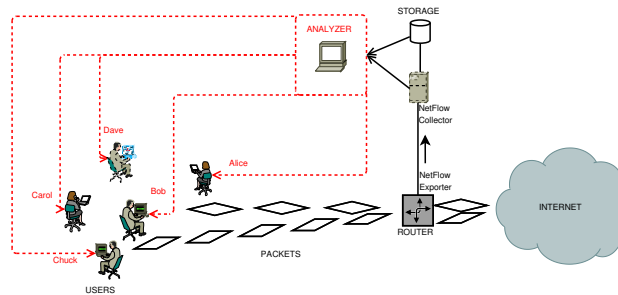 STORAGE
ANALYZER
NetFlow
Collector
Dave
Alice
NetFlow
Exporter
Carol
Bob
INTERNET
ROUTER
PACKETS
Chuck
USERS